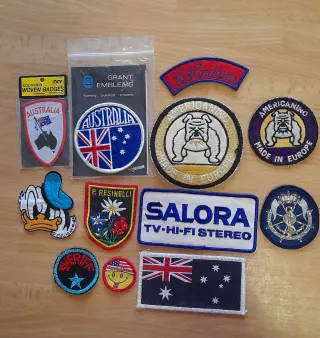 WOVEN BADGES
AUSTRALIA
GRANT
EMBLEMS
AUSTRALIA
AMERICANINO
MADE IN EUROPE
AMERICANINO
MADE IN EUROPE
P. RESINELLI
SALORA
TV-HI-FI STEREO
SHERIFF